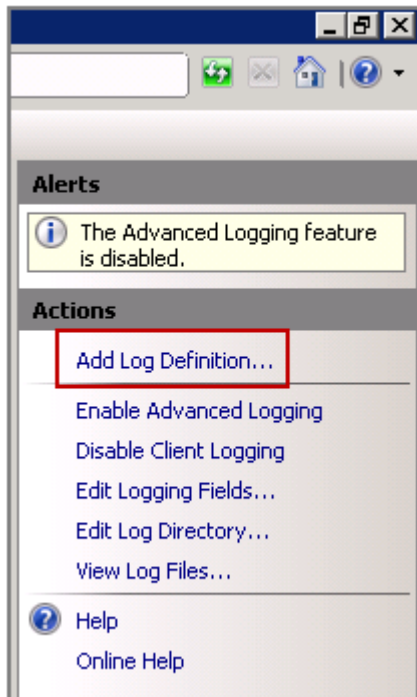 Alerts
The Advanced Logging feature
is disabled.
Actions
Add Log Definition...
Enable Advanced Logging
Disable Client Logging
Edit Logging Fields...
Edit Log Directory...
View Log Files...
Help
Online Help